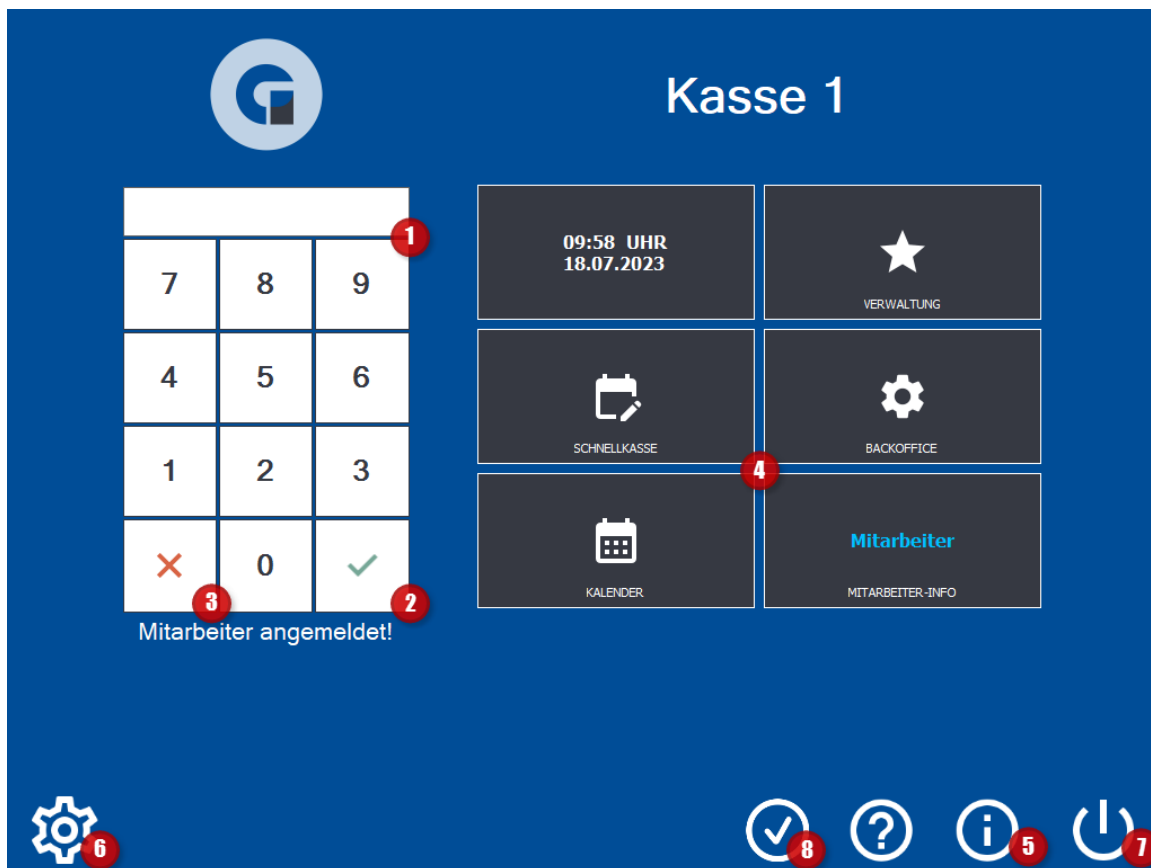 Kasse 1
1
7 8 9
4 5 6
1 2 3
0
3
2
Mitarbeiter angemeldet!
09:58 UHR
18.07.2023
VERWALTUNG
SCHNELLKASSE
BACKOFFICE
4
KALENDER
Mitarbeiter
MITARBEITER-INFO
6
8
?
i
5
7